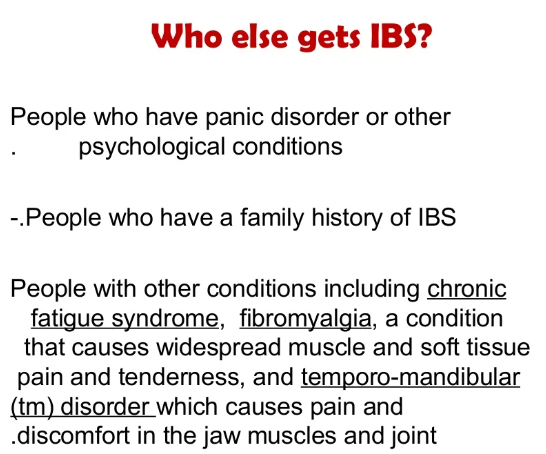 Who else gets IBS?
People who have panic disorder or other
. psychological conditions
-.People who have a family history of IBS
People with other conditions including chronic
fatigue syndrome, fibromyalgia, a condition
that causes widespread muscle and soft tissue
pain and tenderness, and temporo-mandibular
(tm) disorder which causes pain and
.discomfort in the jaw muscles and joint